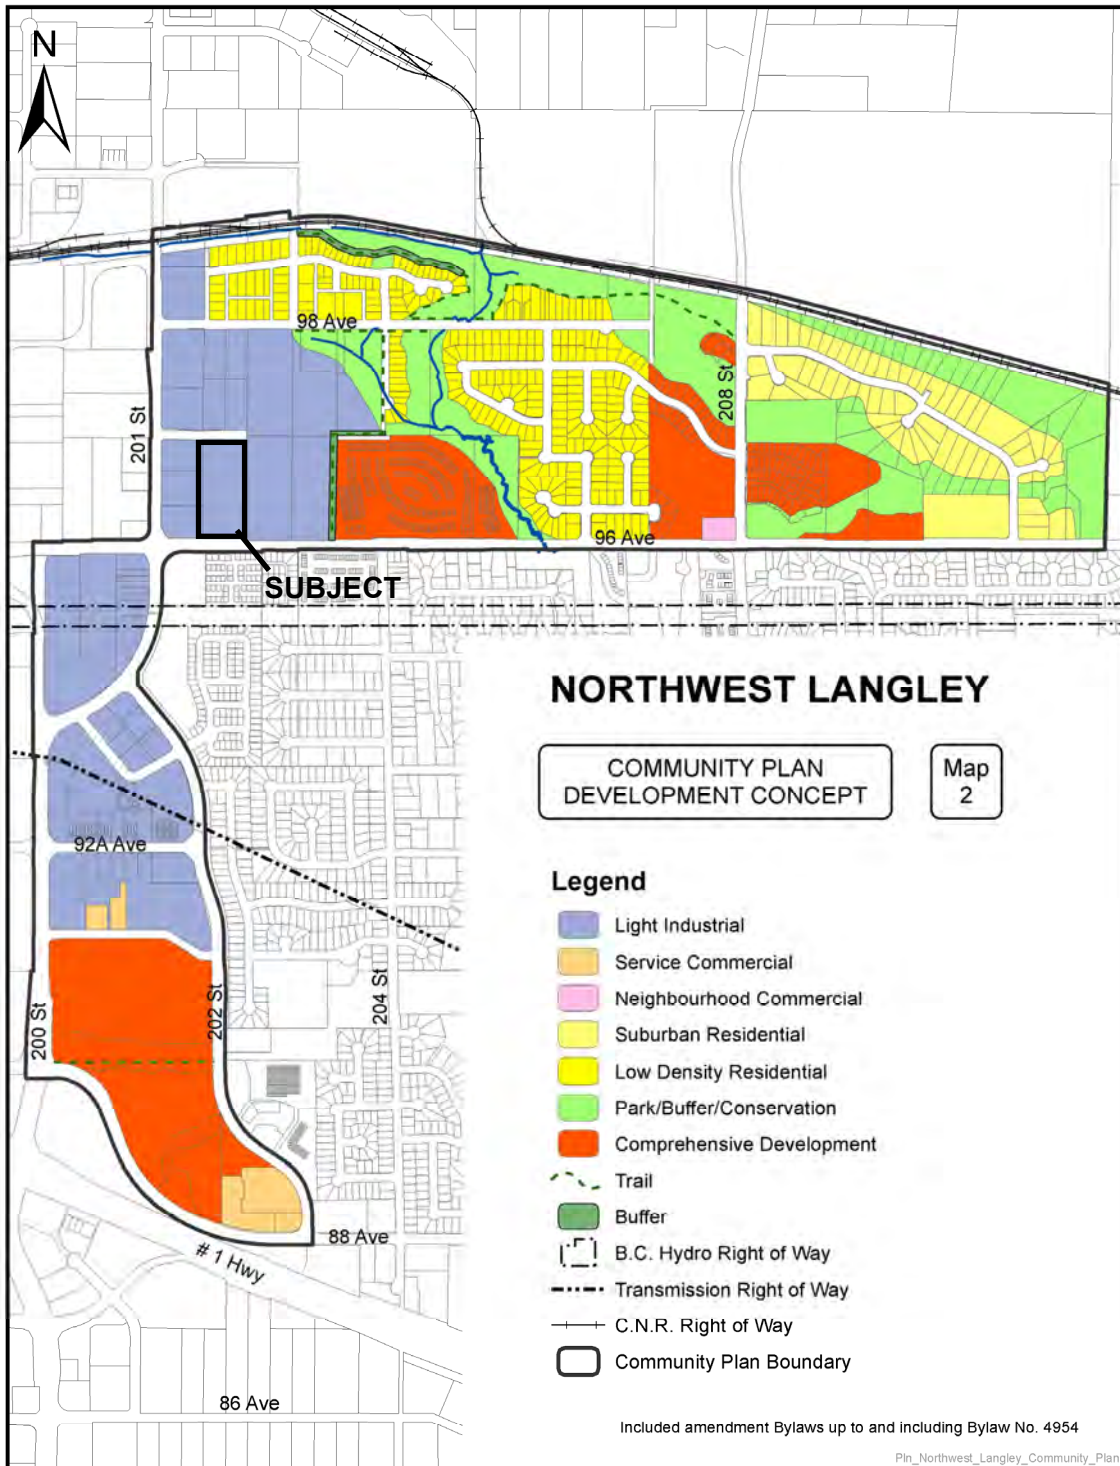 N
98 Ave
201 St
208 St
96 Ave
SUBJECT
NORTHWEST LANGLEY
COMMUNITY PLAN
DEVELOPMENT CONCEPT
Map
2
92A Ave
Legend
Light Industrial
Service Commercial
Neighbourhood Commercial
Suburban Residential
Low Density Residential
Park/Buffer/Conservation
Comprehensive Development
Trail
Buffer
B.C. Hydro Right of Way
Transmission Right of Way
C.N.R. Right of Way
Community Plan Boundary
200 St
202 St
204 St
88 Ave
# 1 Hwy
86 Ave
Included amendment Bylaws up to and including Bylaw No. 4954
Pln_Northwest_Langley_Community_Plan